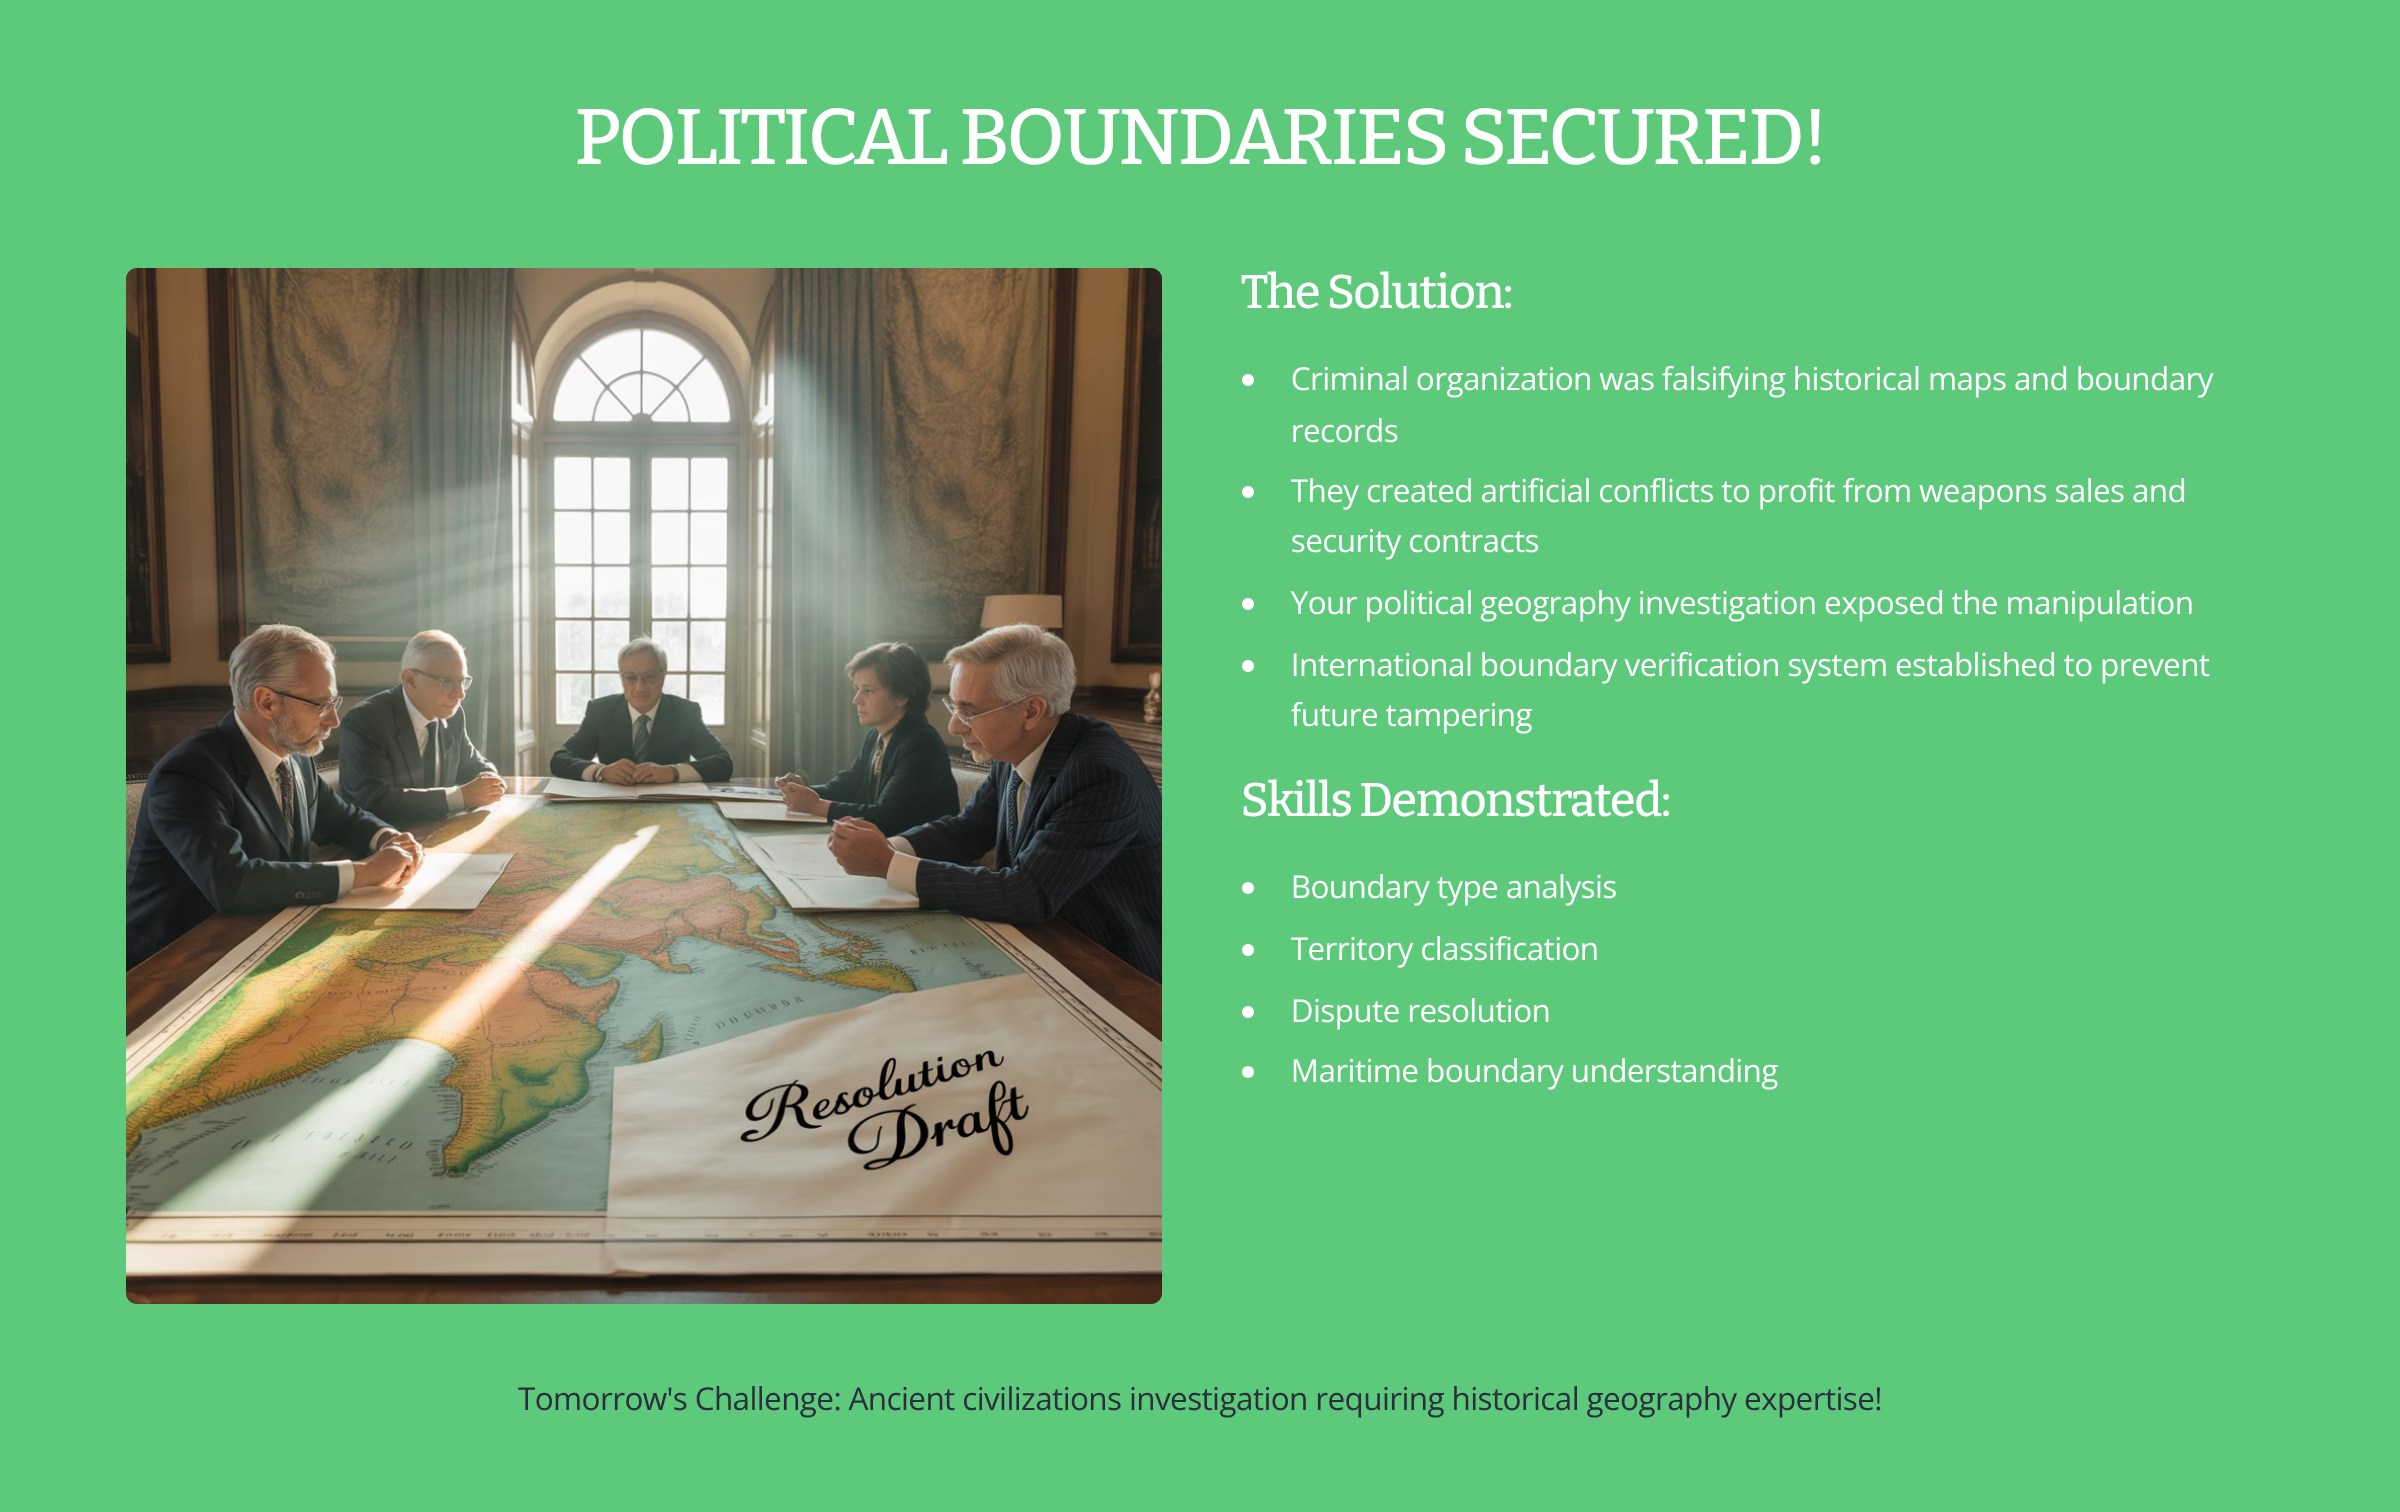 POLITICAL BOUNDARIES SECURED!
Resolution
Draft
The Solution:
Criminal organization was falsifying historical maps and boundary
records
They created artificial conflicts to profit from weapons sales and
security contracts
Your political geography investigation exposed the manipulation
International boundary verification system established to prevent
future tampering
Skills Demonstrated:
Boundary type analysis
Territory classification
Dispute resolution
Maritime boundary understanding
Tomorrow's Challenge: Ancient civilizations investigation requiring historical geography expertise!